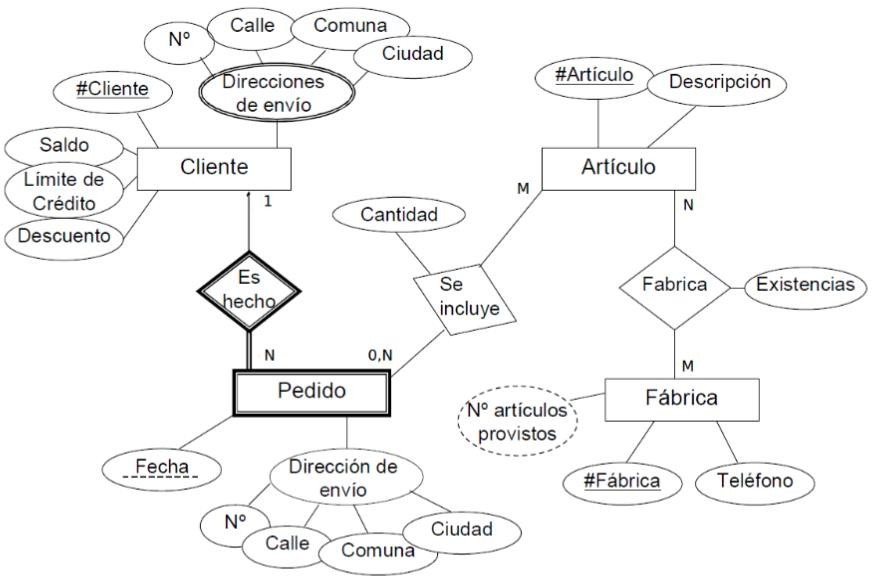 Nº
Calle
Comuna
Ciudad
Direcciones
de envío
#Cliente
Saldo
Límite de
Crédito
Descuento
Cliente
1
Es
hecho
N
Pedido
0,N
Fecha
Dirección de
envío
Nº
Calle
Comuna
Ciudad
Cantidad
Se
incluye
M
#Artículo
Descripción
Artículo
N
Fabrica
Existencias
M
Fábrica
Nº artículos
provistos
#Fábrica
Teléfono